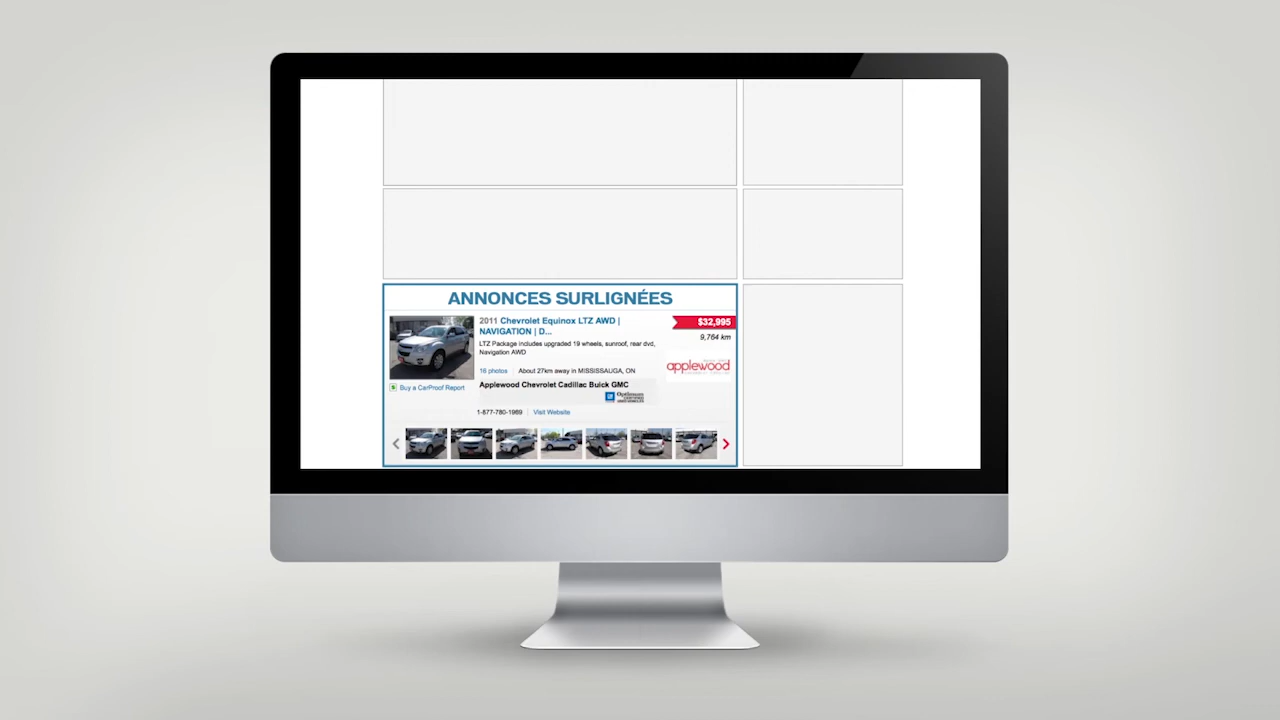 ANNONCES SURLIGNÉES
2011 Chevrolet Equinox LTZ AWD |
NAVIGATION | D...
$32,995
9,764 km
LTZ Package includes upgraded 19 wheels, sunroof, rear dvd,
Navigation AWD
applewood
16 photos About 27km away in MISSISSAUGA, ON
Buy a CarProof Report
Applewood Chevrolet Cadillac Buick GMC
Optimum
1-877-780-1969 Visit Website